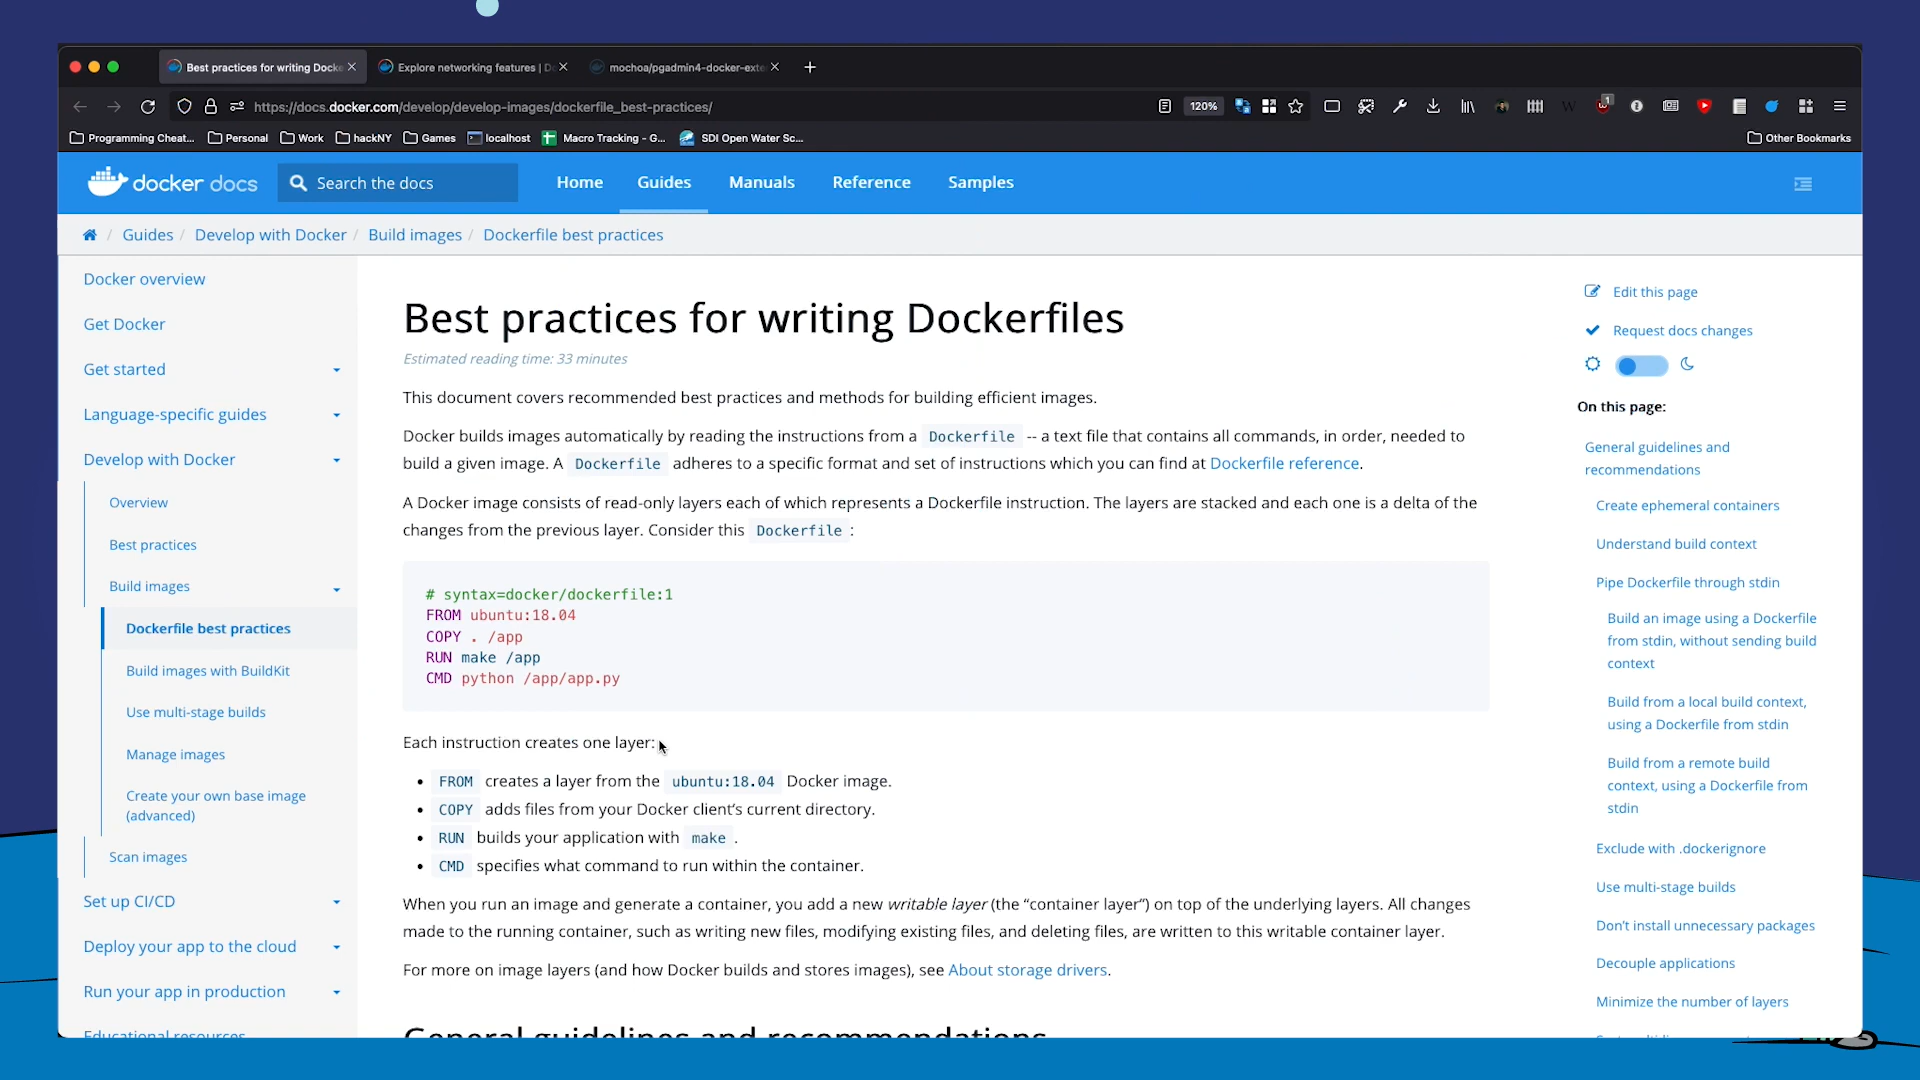 Best practices for writing Docke
Explore networking features | Do
mochoa/pgadmin4-docker-exte
https://docs.docker.com/develop/develop-images/dockerfile_best-practices/
120%
1
Programming Cheat...
Personal
Work
hackNY
Games
localhost
Macro Tracking - G...
SDI Open Water Sc...
Other Bookmarks
docker docs
Search the docs
Home
Guides
Manuals
Reference
Samples
/ Guides / Develop with Docker / Build images / Dockerfile best practices
Docker overview
Get Docker
Get started
Language-specific guides
Develop with Docker
Overview
Best practices
Build images
Dockerfile best practices
Build images with BuildKit
Use multi-stage builds
Manage images
Create your own base image
(advanced)
Scan images
Set up CI/CD
Deploy your app to the cloud
Run your app in production
Educational resources
Best practices for writing Dockerfiles
Estimated reading time: 33 minutes
This document covers recommended best practices and methods for building efficient images.
Docker builds images automatically by reading the instructions from a Dockerfile -- a text file that contains all commands, in order, needed to
build a given image. A Dockerfile adheres to a specific format and set of instructions which you can find at Dockerfile reference.
A Docker image consists of read-only layers each of which represents a Dockerfile instruction. The layers are stacked and each one is a delta of the
changes from the previous layer. Consider this Dockerfile :
# syntax=docker/dockerfile:1
FROM ubuntu:18.04
COPY . /app
RUN make /app
CMD python /app/app.py
Each instruction creates one layer:
• FROM creates a layer from the ubuntu:18.04 Docker image.
• COPY adds files from your Docker client's current directory.
• RUN builds your application with make .
• CMD specifies what command to run within the container.
When you run an image and generate a container, you add a new writable layer (the “container layer”) on top of the underlying layers. All changes
made to the running container, such as writing new files, modifying existing files, and deleting files, are written to this writable container layer.
For more on image layers (and how Docker builds and stores images), see About storage drivers.
General guidelines and recommendations
Edit this page
Request docs changes
On this page:
General guidelines and
recommendations
Create ephemeral containers
Understand build context
Pipe Dockerfile through stdin
Build an image using a Dockerfile
from stdin, without sending build
context
Build from a local build context,
using a Dockerfile from stdin
Build from a remote build
context, using a Dockerfile from
stdin
Exclude with .dockerignore
Use multi-stage builds
Don't install unnecessary packages
Decouple applications
Minimize the number of layers